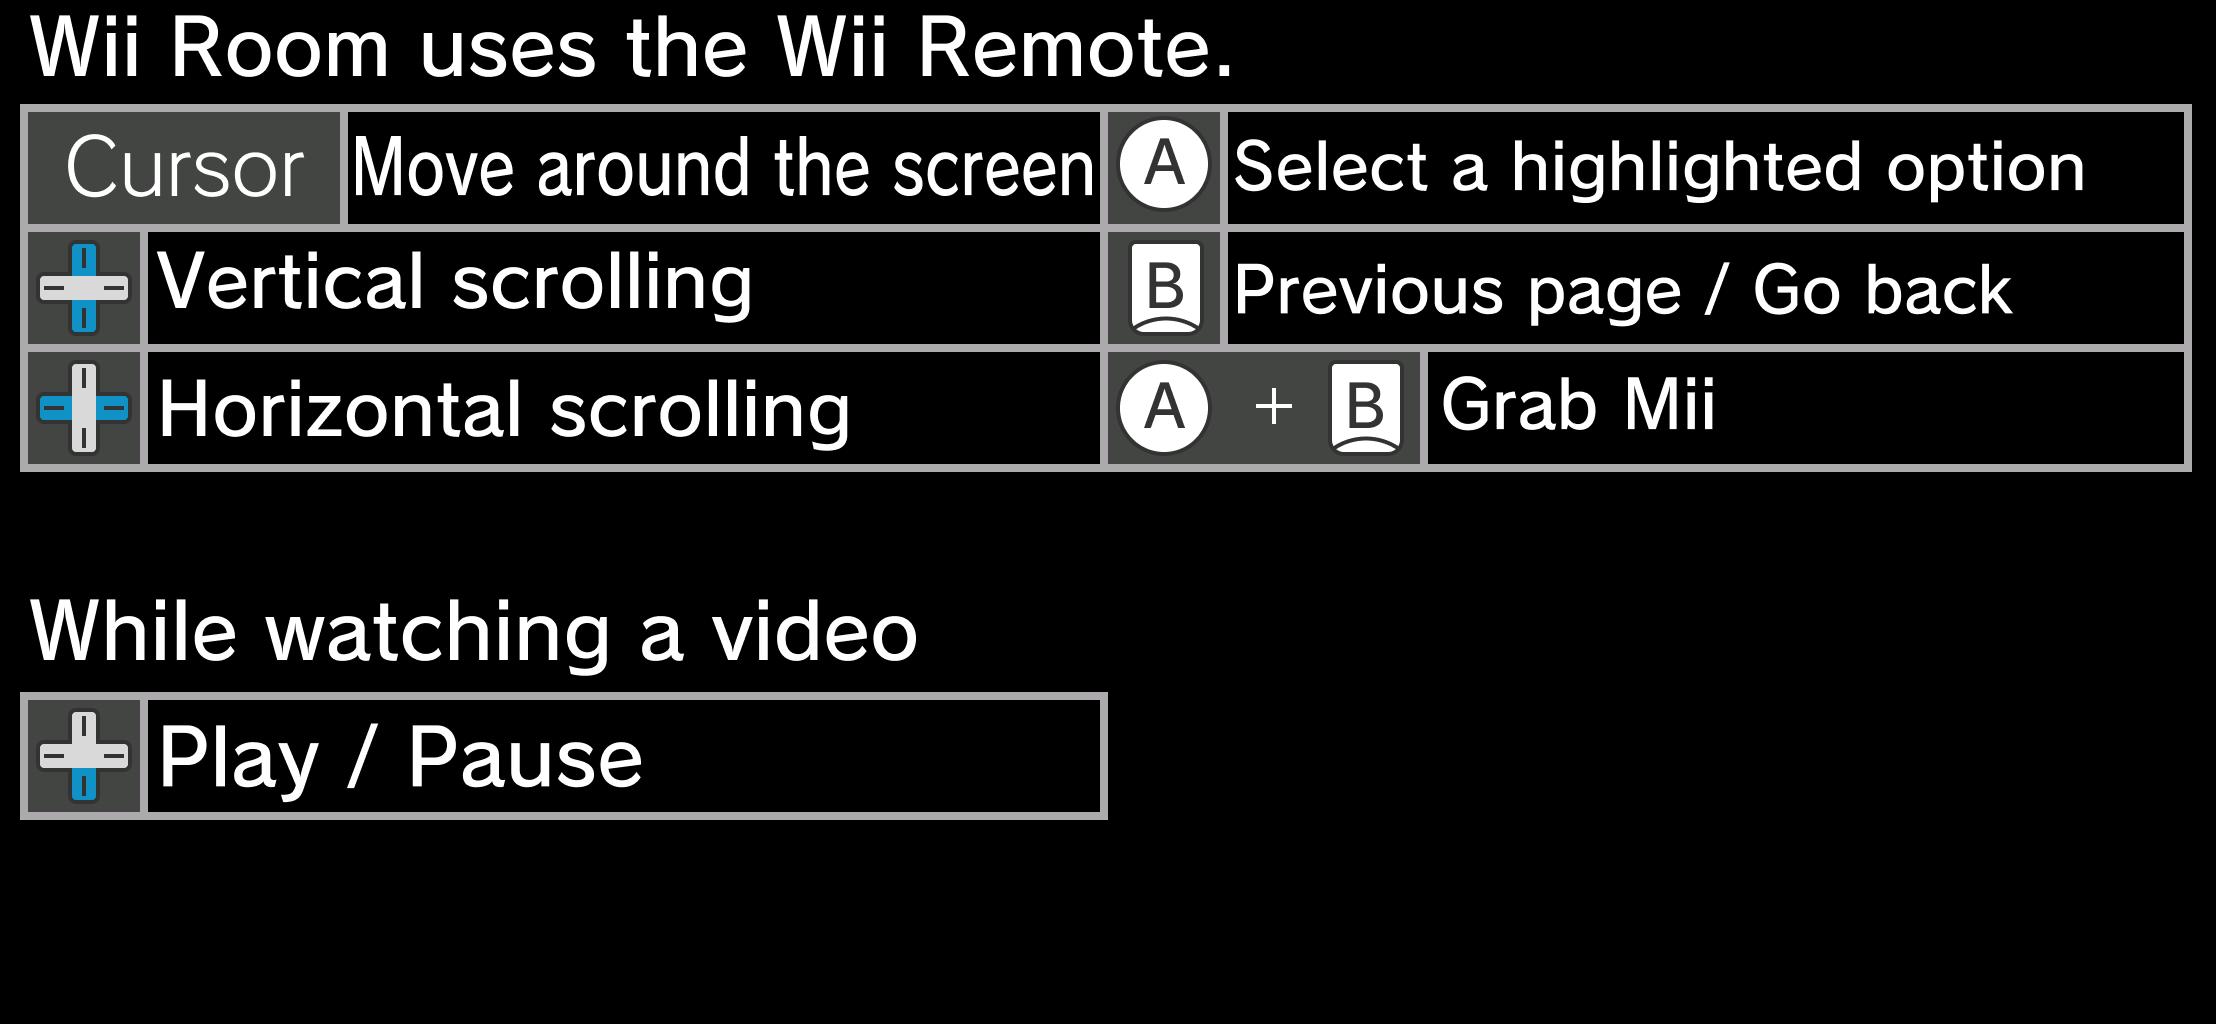 Wii Room uses the Wii Remote.
Cursor Move around the screen A Select a highlighted option
Vertical scrolling B Previous page / Go back
Horizontal scrolling A + B Grab Mii
While watching a video
Play / Pause